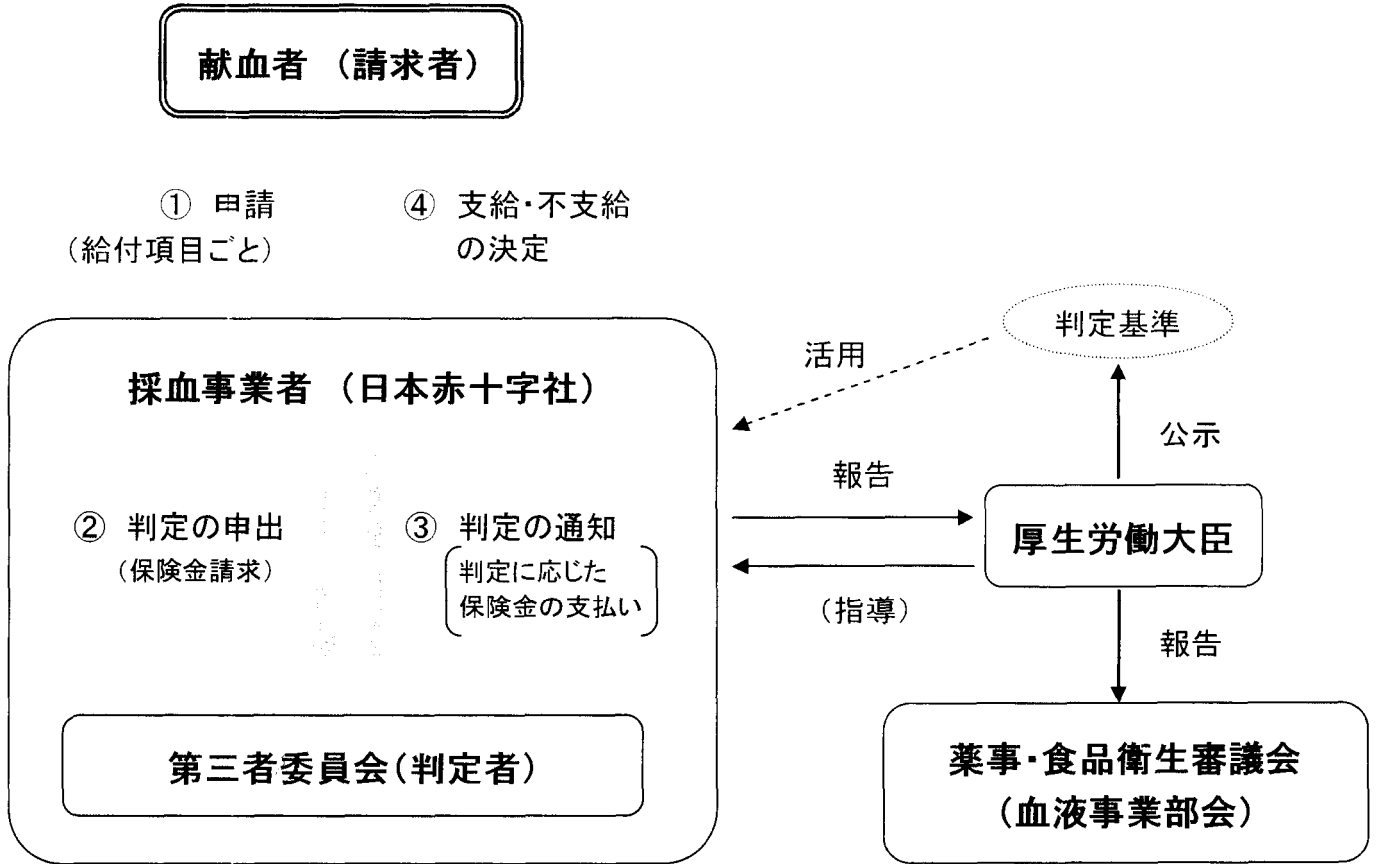 献血者 （請求者）
① 申請
（給付項目ごと）
④ 支給・不支給
の決定
採血事業者 （日本赤十字社）
② 判定の申出
（保険金請求）
③ 判定の通知
判定に応じた
保険金の支払い
第三者委員会（判定者）
判定基準
活用
公示
報告
厚生労働大臣
（指導）
報告
薬事・食品衛生審議会
（血液事業部会）